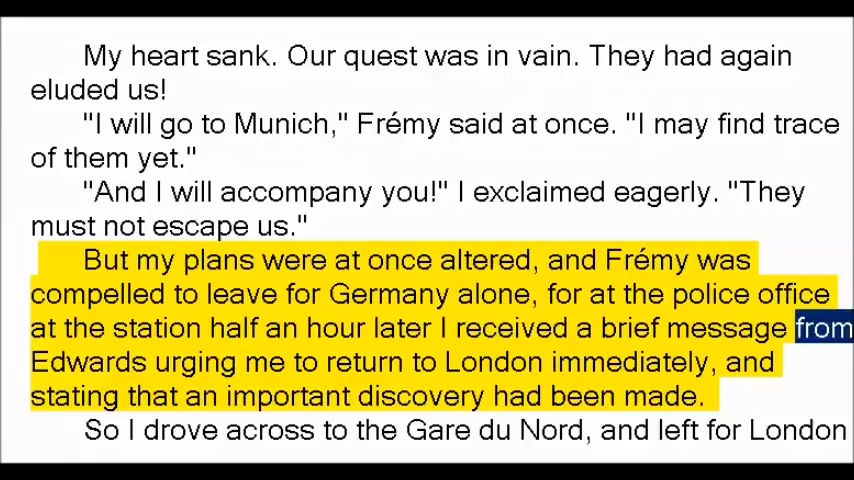 My heart sank. Our quest was in vain. They had again
eluded us!
"I will go to Munich," Frémy said at once. "I may find trace
of them yet."
"And I will accompany you!" I exclaimed eagerly. "They
must not escape us."
But my plans were at once altered, and Frémy was
compelled to leave for Germany alone, for at the police office
at the station half an hour later I received a brief message from
Edwards urging me to return to London immediately, and
stating that an important discovery had been made.
So I drove across to the Gare du Nord, and left for London